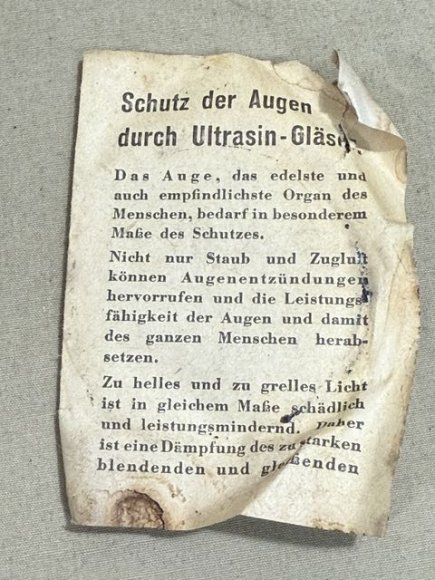 Schutz der Augen
durch Ultrasin-Gläser
Das Auge, das edelste und
auch empfindlichste Organ des
Menschen, bedarf in besonderem
Maße des Schutzes.
Nicht nur Staub und Zugluft
können Augenentzündungen
hervorrufen und die Leistungs-
fähigkeit der Augen und damit
des ganzen Menschen herab-
setzen.
Zu helles und zu grelles Licht
ist in gleichem Maße schädlich
und leistungsmindernd. Daher
ist eine Dämpfung des zu starken
blendenden und gleißenden